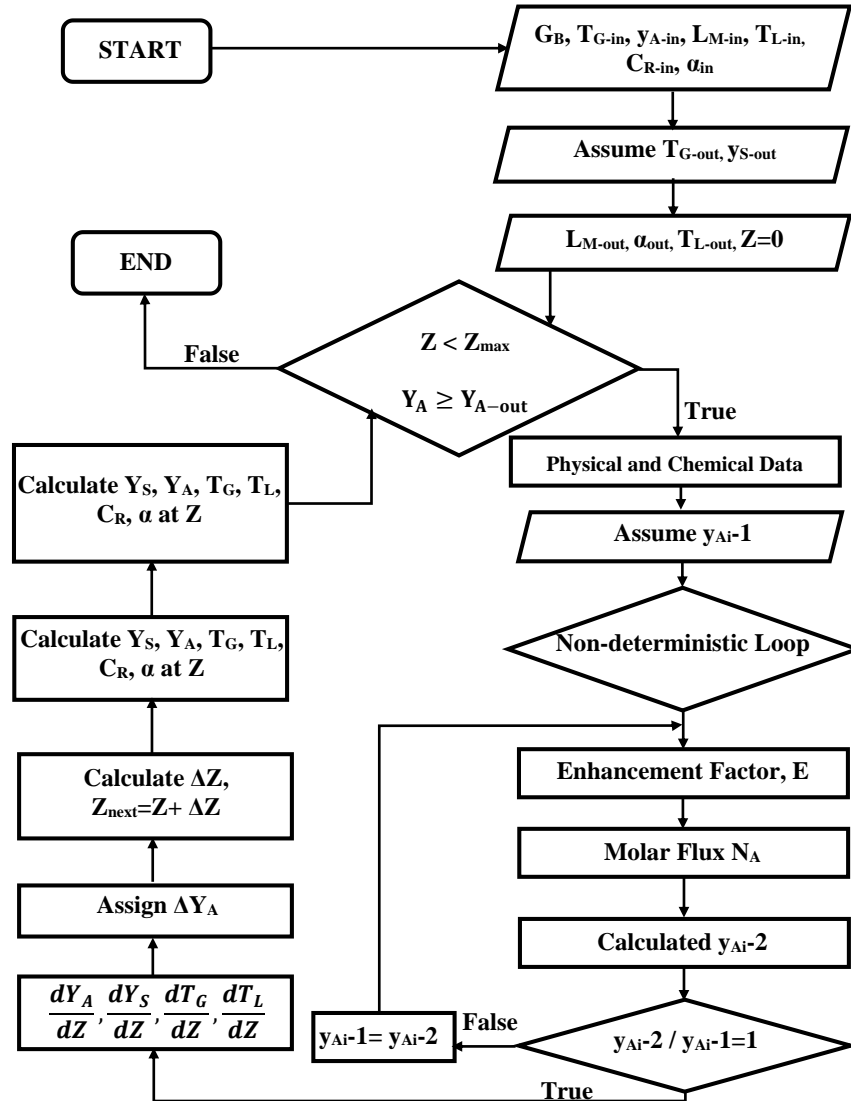 START
G_B, T_G-in, y_A-in, L_M-in, T_L-in,
C_R-in, α_in
Assume T_G-out, y_S-out
L_M-out, α_out, T_L-out, Z=0
END
Z < Z_max
Y_A ≥ Y_A−out
False
True
Physical and Chemical Data
Assume y_Ai-1
Non-deterministic Loop
Enhancement Factor, E
Molar Flux N_A
Calculated y_Ai-2
y_Ai-2 / y_Ai-1=1
False
y_Ai-1= y_Ai-2
True
dY_A/dZ, dY_S/dZ, dT_G/dZ, dT_L/dZ
Assign ΔY_A
Calculate ΔZ,
Z_next=Z+ ΔZ
Calculate Y_S, Y_A, T_G, T_L,
C_R, α at Z
Calculate Y_S, Y_A, T_G, T_L,
C_R, α at Z